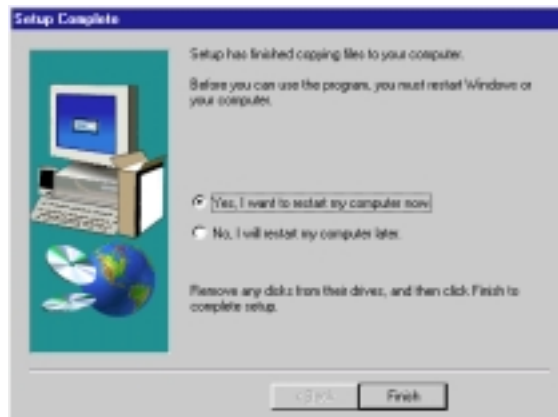 Setup Complete
Setup has finished copying files to your computer.
Before you can use the program, you must restart Windows or
your computer.
Yes, I want to restart my computer now.
No, I will restart my computer later.
Remove any disks from their drives, and then click Finish to
complete setup.
< Back
Finish